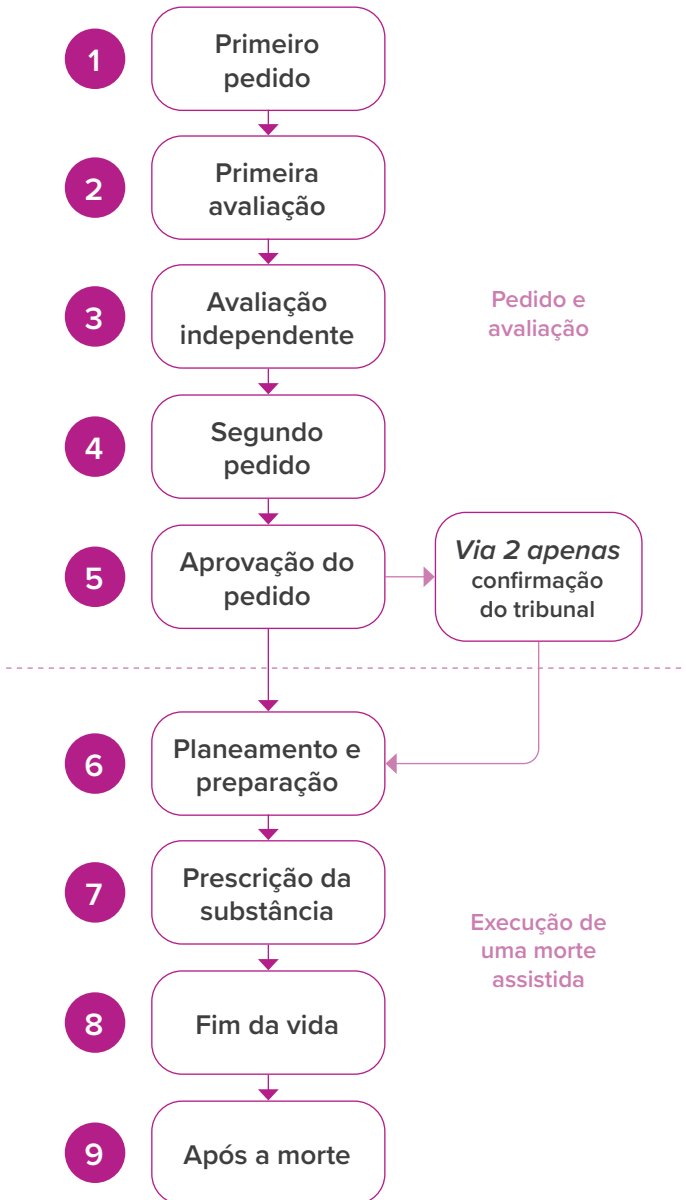 1
Primeiro
pedido
2
Primeira
avaliação
3
Avaliação
independente
Pedido e
avaliação
4
Segundo
pedido
5
Aprovação do
pedido
Via 2 apenas
confirmação
do tribunal
6
Planeamento e
preparação
7
Prescrição da
substância
Execução de
uma morte
assistida
8
Fim da vida
9
Após a morte